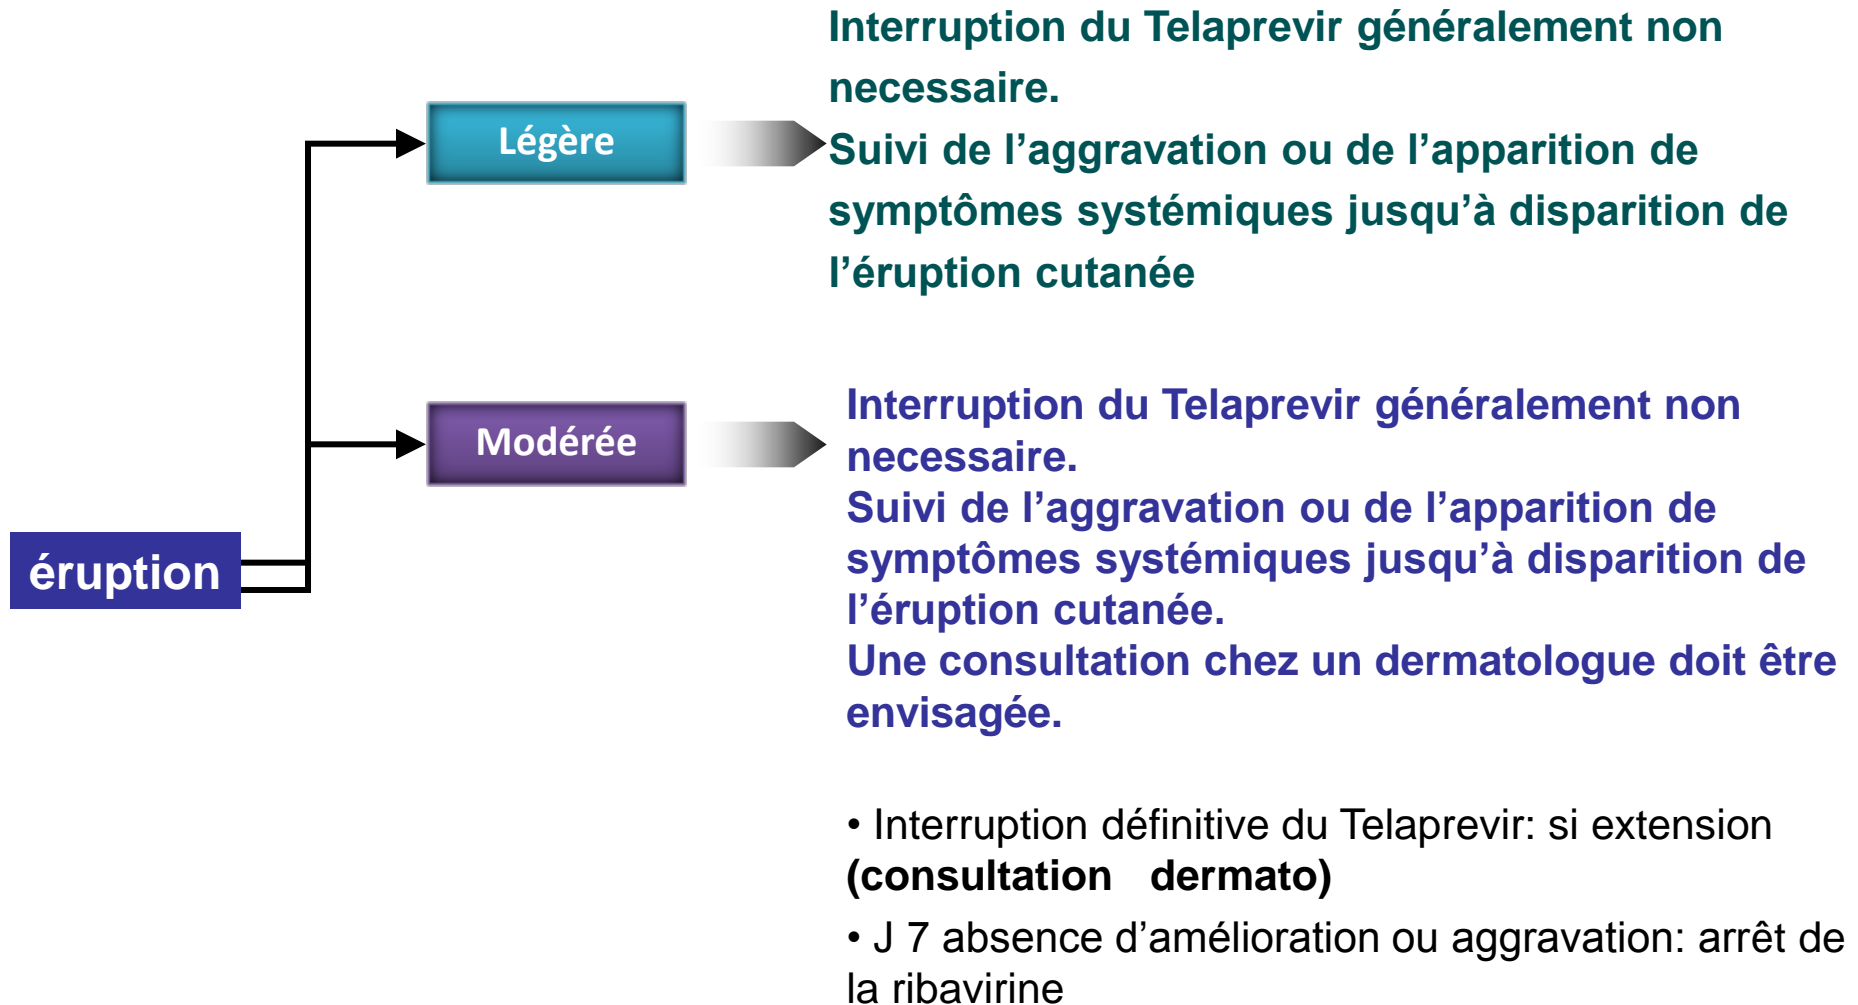 Interruption du Telaprevir généralement non
necessaire.
Légère
Suivi de l’aggravation ou de l’apparition de
symptômes systémiques jusqu’à disparition de
l’éruption cutanée
Modérée
Interruption du Telaprevir généralement non
necessaire.
Suivi de l’aggravation ou de l’apparition de
symptômes systémiques jusqu’à disparition de
l’éruption cutanée.
Une consultation chez un dermatologue doit être
envisagée.
éruption
• Interruption définitive du Telaprevir: si extension
(consultation dermato)
• J 7 absence d’amélioration ou aggravation: arrêt de
la ribavirine